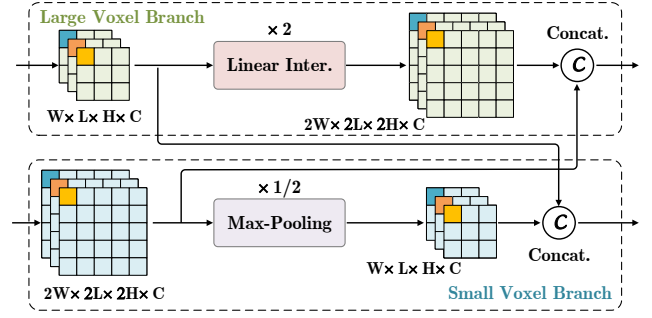 Large Voxel Branch
× 2
Linear Inter.
Concat.
C
W× L× H× C
2W× 2L× 2H× C
× 1/2
Max-Pooling
C
Concat.
W× L× H× C
2W× 2L× 2H× C
Small Voxel Branch